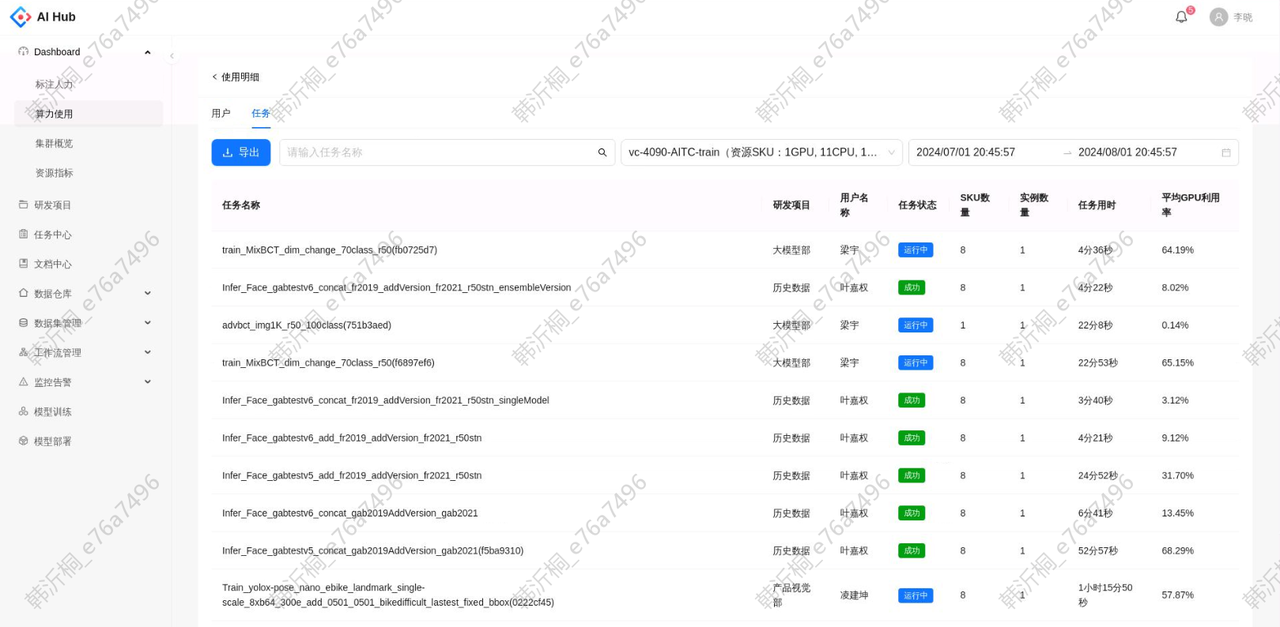 AI Hub
5
李晓
Dashboard
标注人力
算力使用
集群概览
资源指标
研发项目
任务中心
文档中心
数据仓库
数据集管理
工作流管理
监控告警
模型训练
模型部署
使用明细
用户 任务
导出 请输入任务名称 vc-4090-AITC-train（资源SKU：1GPU, 11CPU, 1... 2024/07/01 20:45:57 → 2024/08/01 20:45:57
任务名称 研发项目 用户名称 任务状态 SKU数量 实例数量 任务用时 平均GPU利用率
train_MixBCT_dim_change_70class_r50(fb0725d7) 大模型部 梁宇 运行中 8 1 4分36秒 64.19%
Infer_Face_gabtestv6_concat_fr2019_addVersion_fr2021_r50stn_ensembleVersion 历史数据 叶嘉权 成功 8 1 4分22秒 8.02%
advbct_img1K_r50_100class(751b3aed) 大模型部 梁宇 运行中 1 1 22分8秒 0.14%
train_MixBCT_dim_change_70class_r50(f6897ef6) 大模型部 梁宇 运行中 8 1 22分53秒 65.15%
Infer_Face_gabtestv6_concat_fr2019_addVersion_fr2021_r50stn_singleModel 历史数据 叶嘉权 成功 8 1 3分40秒 3.12%
Infer_Face_gabtestv6_add_fr2019_addVersion_fr2021_r50stn 历史数据 叶嘉权 成功 8 1 4分21秒 9.12%
Infer_Face_gabtestv5_add_fr2019_addVersion_fr2021_r50stn 历史数据 叶嘉权 成功 8 1 24分52秒 31.70%
Infer_Face_gabtestv6_concat_gab2019AddVersion_gab2021 历史数据 叶嘉权 成功 8 1 6分41秒 13.45%
Infer_Face_gabtestv5_concat_gab2019AddVersion_gab2021(f5ba9310) 历史数据 叶嘉权 成功 8 1 52分57秒 68.29%
Train_yolox-pose_nano_ebike_landmark_single-
scale_8xb64_300e_add_0501_0501_bikedifficult_lastest_fixed_bbox(0222cf45) 产品视觉部 凌建坤 运行中 8 1 1小时15分50秒 57.87%
韩沂桐_e76a7496